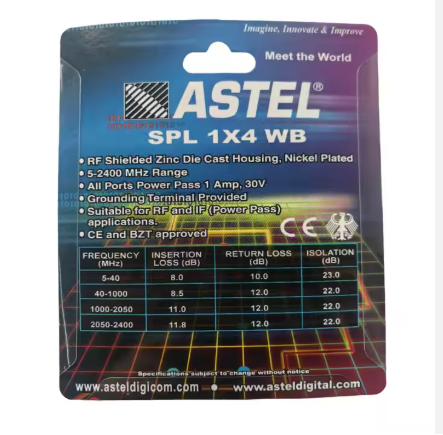 Imagine, Innovate & Improve
Meet the World
ASTEL®
SPL 1X4 WB
• RF Shielded Zinc Die Cast Housing, Nickel Plated
• 5-2400 MHz Range
• All Ports Power Pass 1 Amp, 30V
• Grounding Terminal Provided
• Suitable for RF and IF (Power Pass)
applications.
• CE and BZT approved
CE
FREQUENCY (MHz) INSERTION LOSS (dB) RETURN LOSS (dB) ISOLATION (dB)
5-40 8.0 10.0 23.0
40-1000 8.5 12.0 22.0
1000-2050 11.0 12.0 22.0
2050-2400 11.8 12.0 22.0
Specifications subject to change without notice
www.asteldigicom.com • www.asteldigital.com